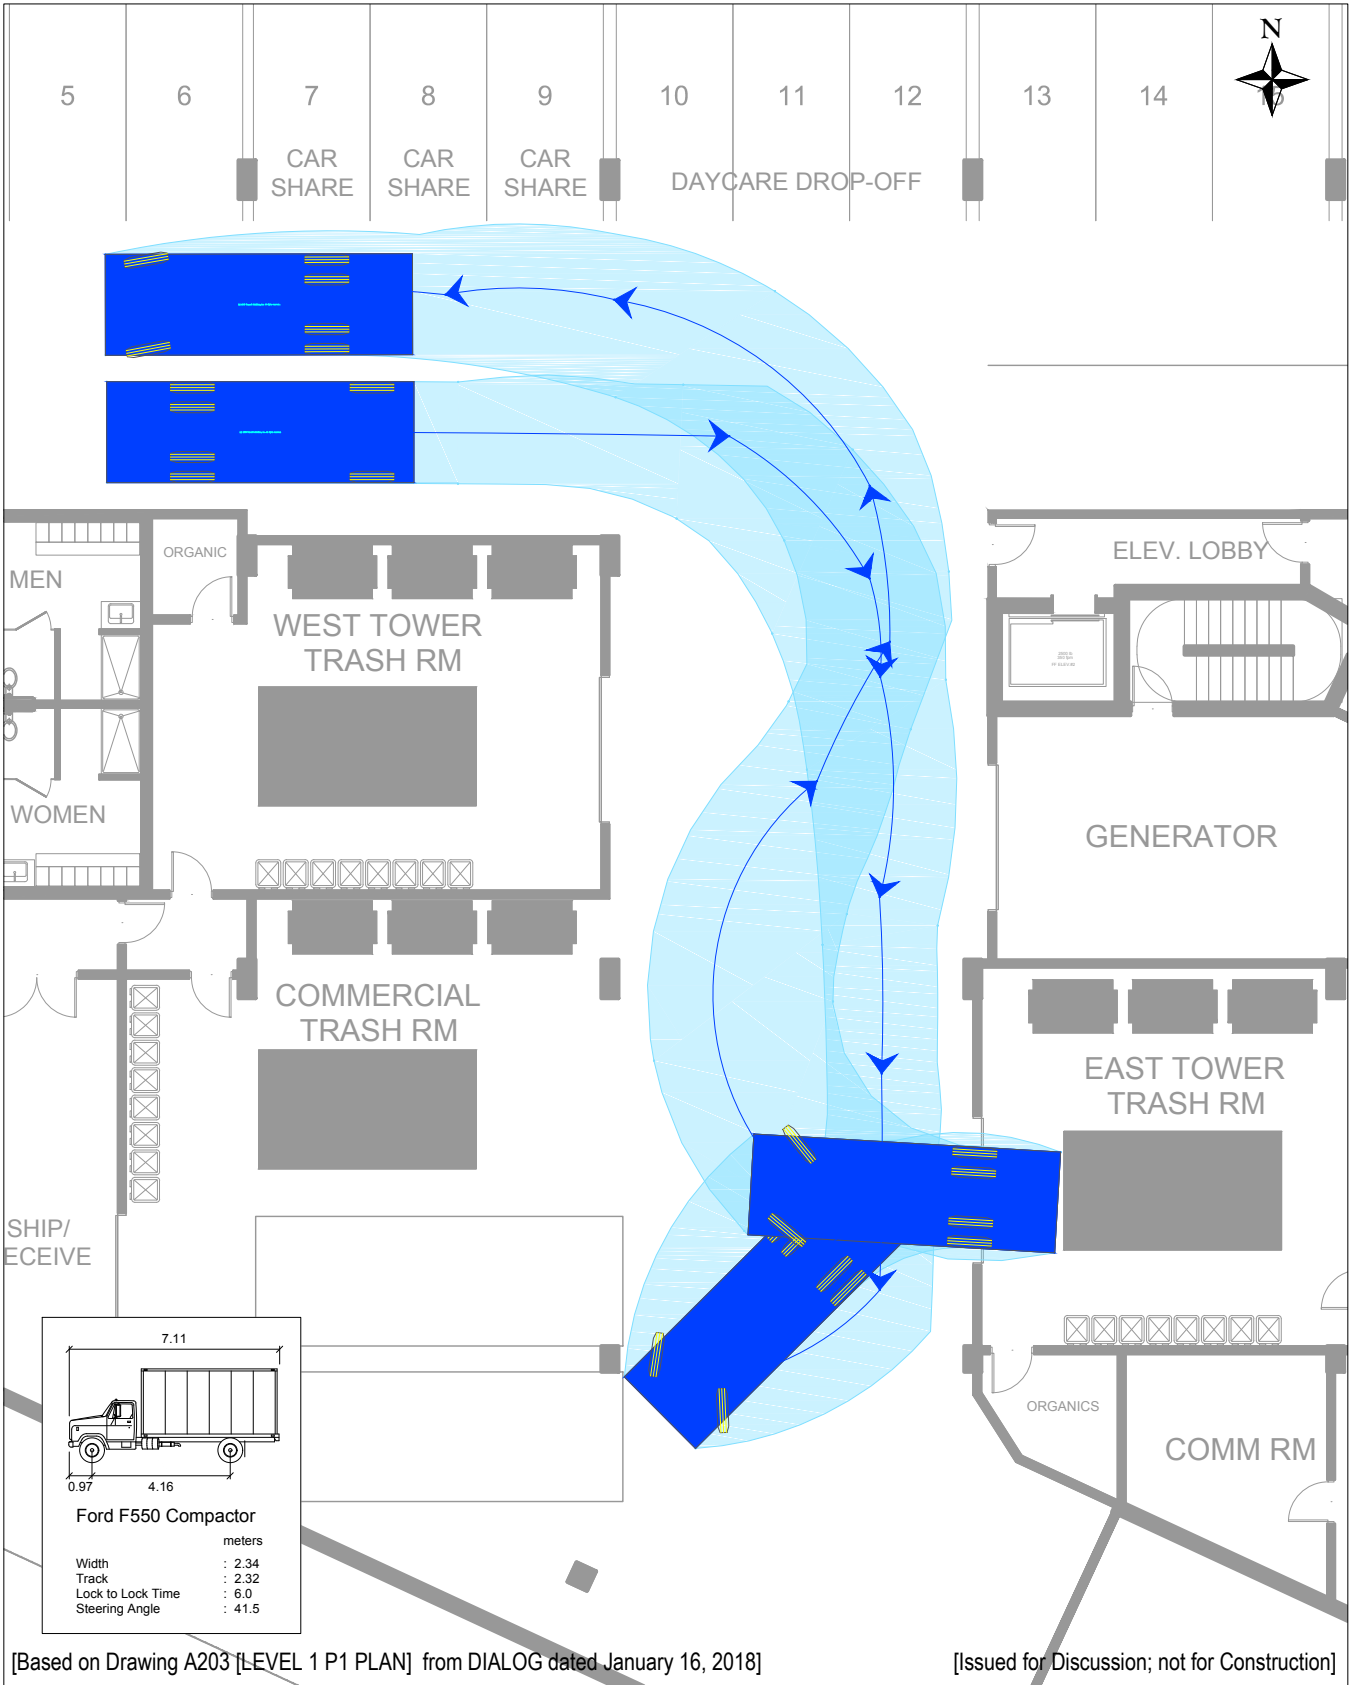 N
5 6 7 8 9 10 11 12 13 14 15
CAR
SHARE
CAR
SHARE
CAR
SHARE
DAYCARE DROP-OFF
ORGANIC
MEN
WEST TOWER
TRASH RM
ELEV. LOBBY
WOMEN
GENERATOR
COMMERCIAL
TRASH RM
EAST TOWER
TRASH RM
SHIP/
ECEIVE
ORGANICS
COMM RM
7.11
0.97 4.16
Ford F550 Compactor
meters
Width : 2.34
Track : 2.32
Lock to Lock Time : 6.0
Steering Angle : 41.5
[Based on Drawing A203 [LEVEL 1 P1 PLAN] from DIALOG dated January 16, 2018]
[Issued for Discussion; not for Construction]